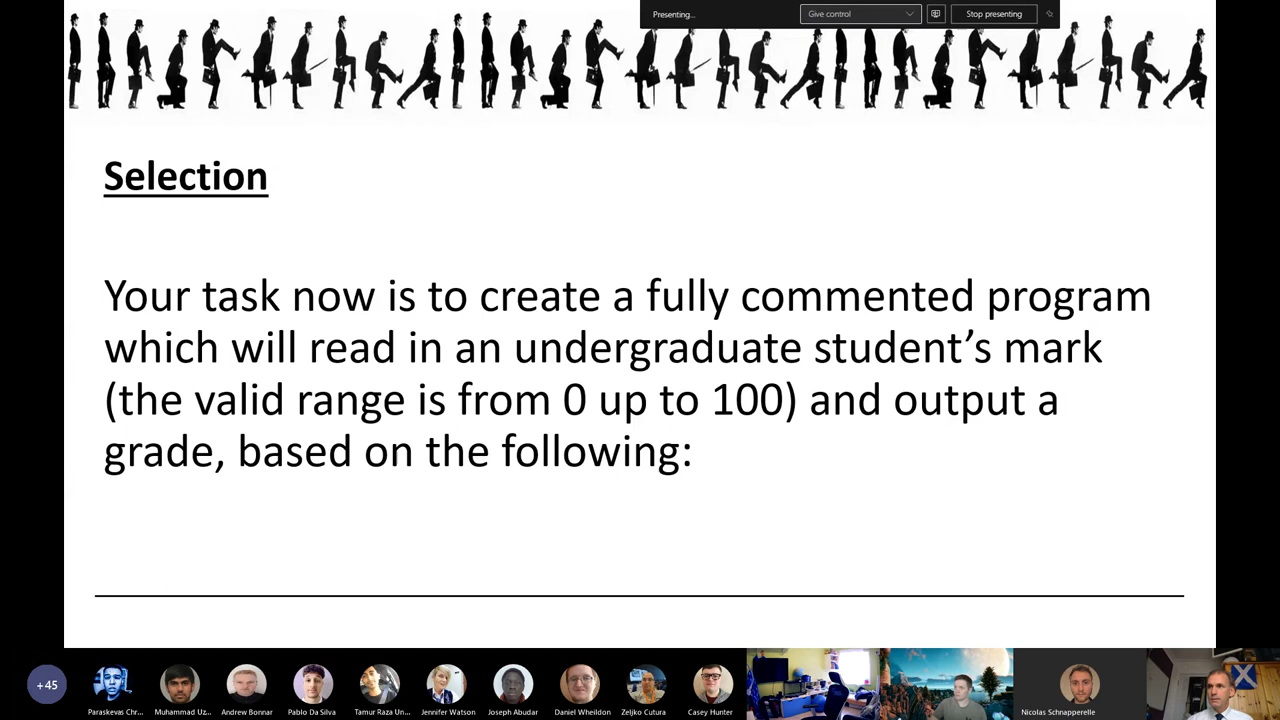 Presenting...
Give control
Stop presenting
Selection
Your task now is to create a fully commented program
which will read in an undergraduate student’s mark
(the valid range is from 0 up to 100) and output a
grade, based on the following:
+45
Paraskevas Chr...
Muhammad Uz...
Andrew Bonnar
Pablo Da Silva
Tamur Raza Un...
Jennifer Watson
Joseph Abudar
Daniel Wheildon
Zeljko Cutura
Casey Hunter
Nicolas Schnapperelle